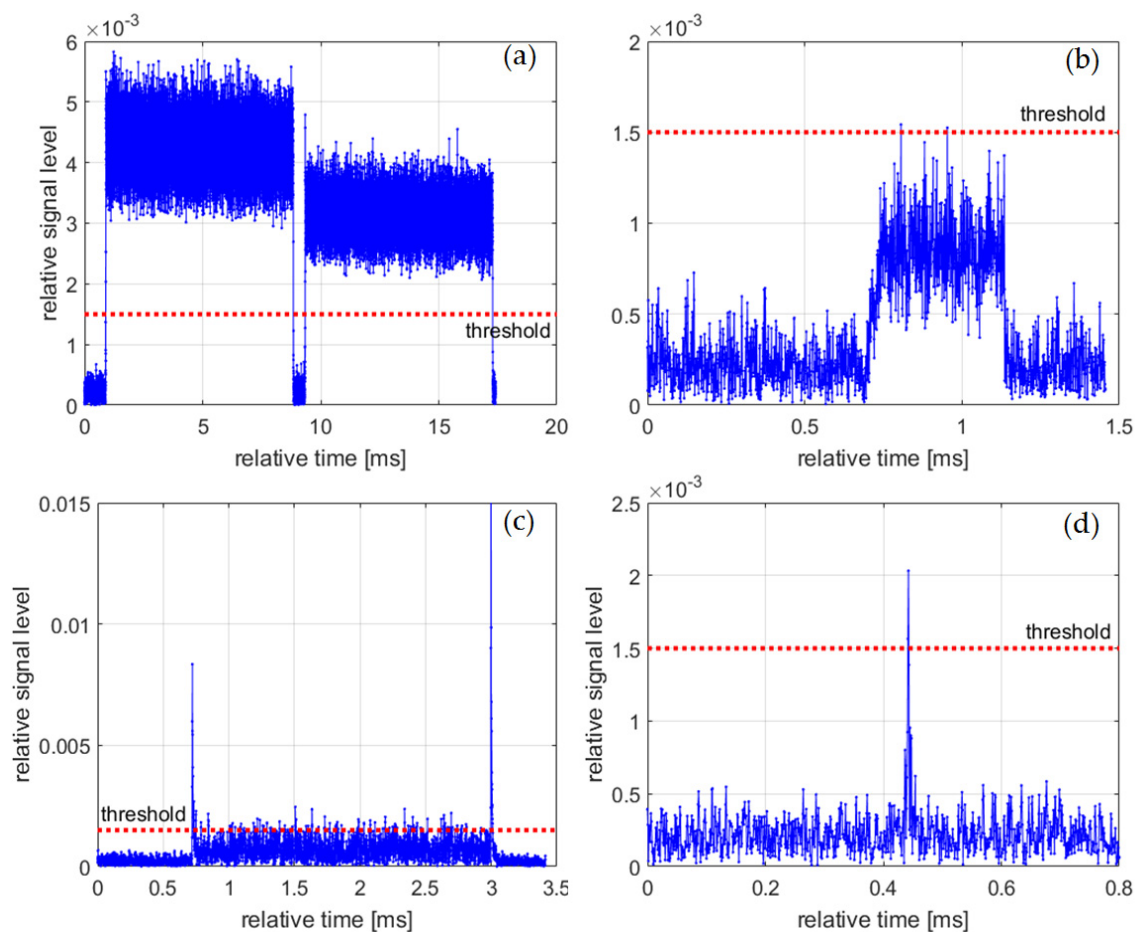 ×10⁻³
(a)
6
5
4
3
2
1
0
relative signal level
threshold
0 5 10 15 20
relative time [ms]
×10⁻³
(b)
2
1.5
1
0.5
0
relative signal level
threshold
0 0.5 1 1.5
relative time [ms]
(c)
0.015
0.01
0.005
0
relative signal level
threshold
0 0.5 1 1.5 2 2.5 3 3.5
relative time [ms]
×10⁻³
(d)
2.5
2
1.5
1
0.5
0
relative signal level
threshold
0 0.2 0.4 0.6 0.8
relative time [ms]